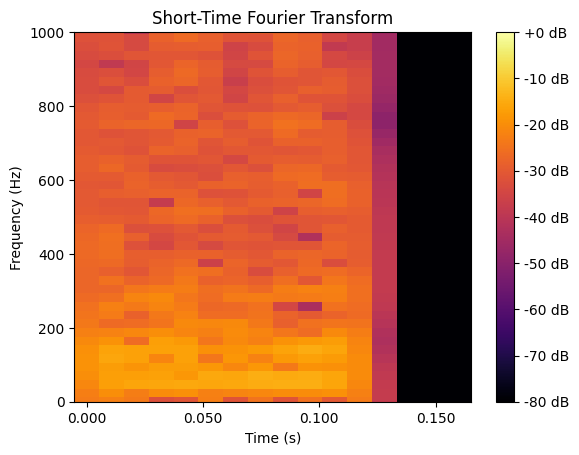 Short-Time Fourier Transform
1000
800
600
400
200
0
Frequency (Hz)
0.000
0.050
0.100
0.150
Time (s)
+0 dB
-10 dB
-20 dB
-30 dB
-40 dB
-50 dB
-60 dB
-70 dB
-80 dB